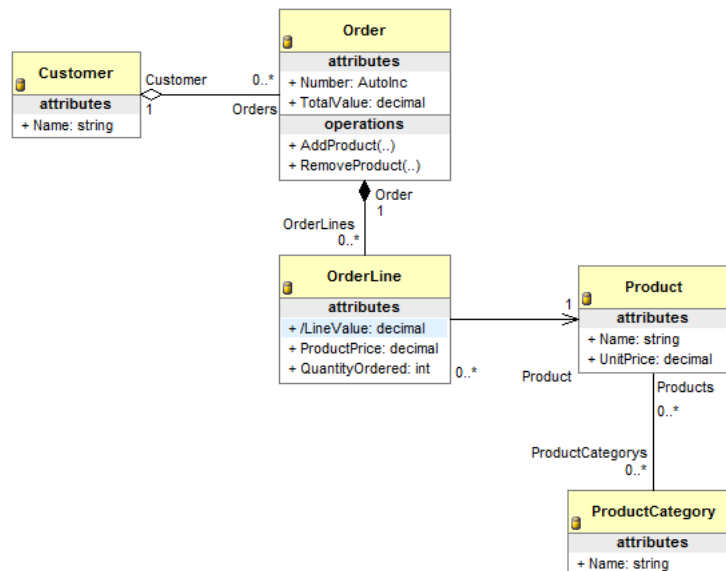 Order
attributes
+ Number: AutoInc
+ TotalValue: decimal
operations
+ AddProduct(..)
+ RemoveProduct(..)
Customer
attributes
+ Name: string
Customer
1
0..*
Orders
Order
1
OrderLines
0..*
OrderLine
attributes
+ /LineValue: decimal
+ ProductPrice: decimal
+ QuantityOrdered: int
0..*
1
Product
Product
attributes
+ Name: string
+ UnitPrice: decimal
Products
0..*
ProductCategorys
0..*
ProductCategory
attributes
+ Name: string